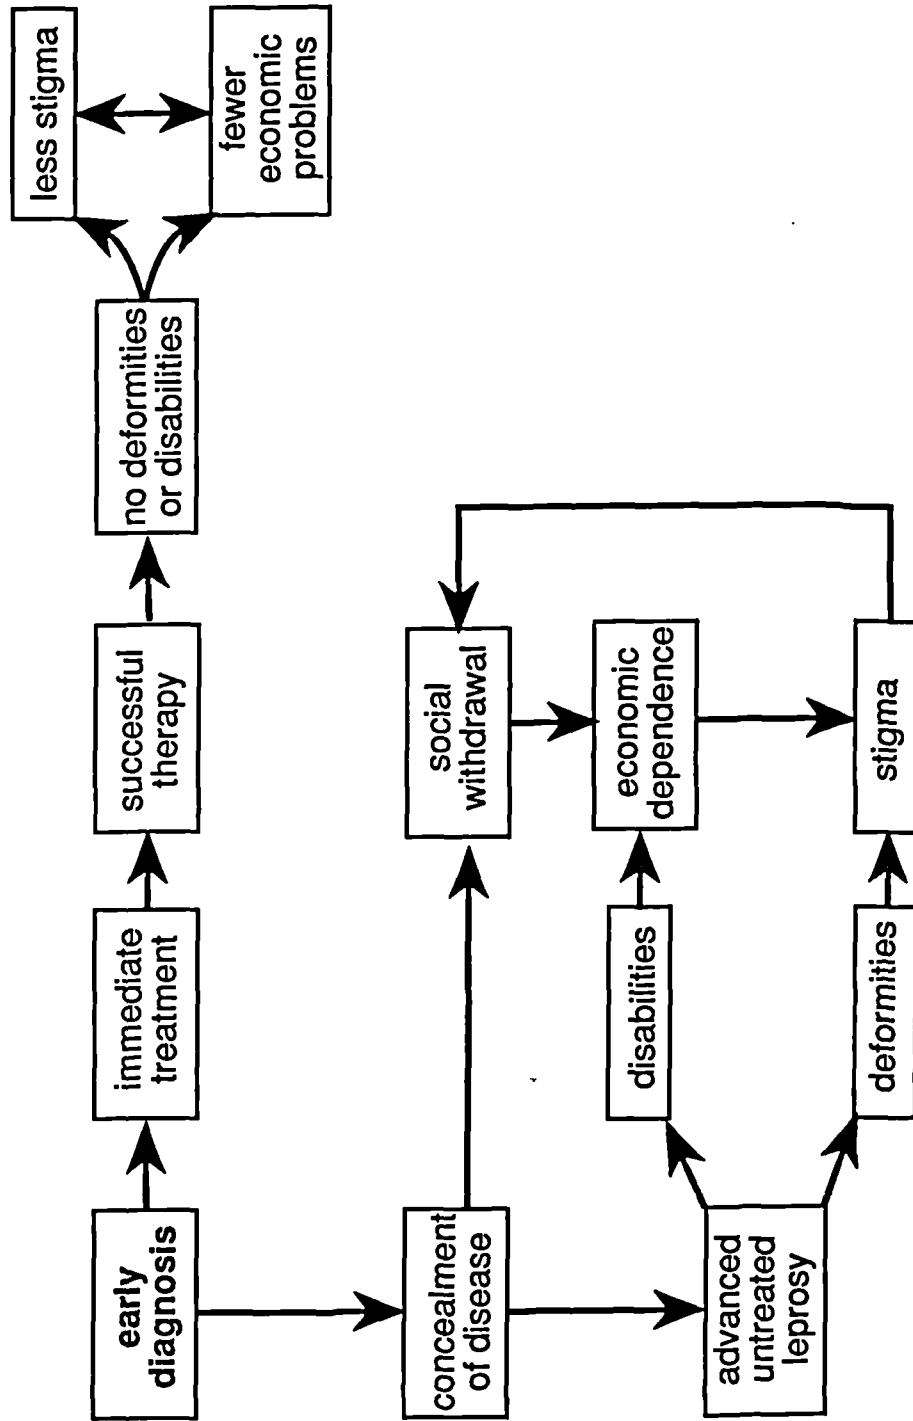 early
diagnosis
immediate
treatment
successful
therapy
no deformities
or disabilities
less stigma
fewer
economic
problems
concealment
of disease
social
withdrawal
advanced
untreated
leprosy
disabilities
economic
dependence
deformities
stigma